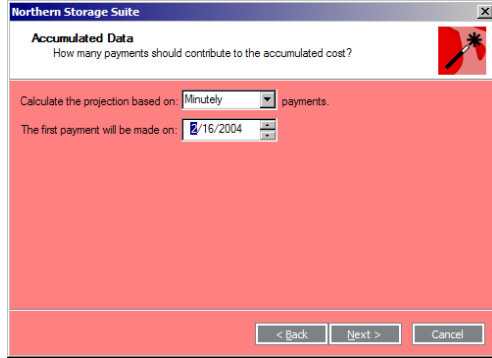 Northern Storage Suite
Accumulated Data
How many payments should contribute to the accumulated cost?
Calculate the projection based on: Minutely payments.
The first payment will be made on: 2/16/2004
< Back Next > Cancel